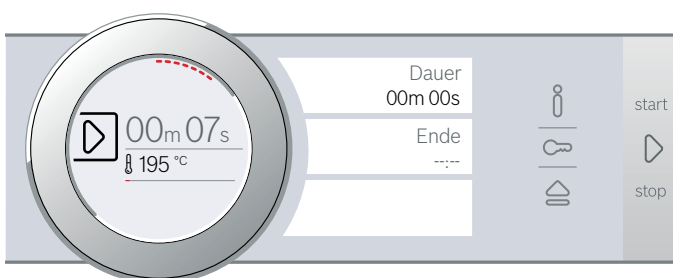 00m 07s
195 °C
Dauer
00m 00s
Ende
--:--
start
stop